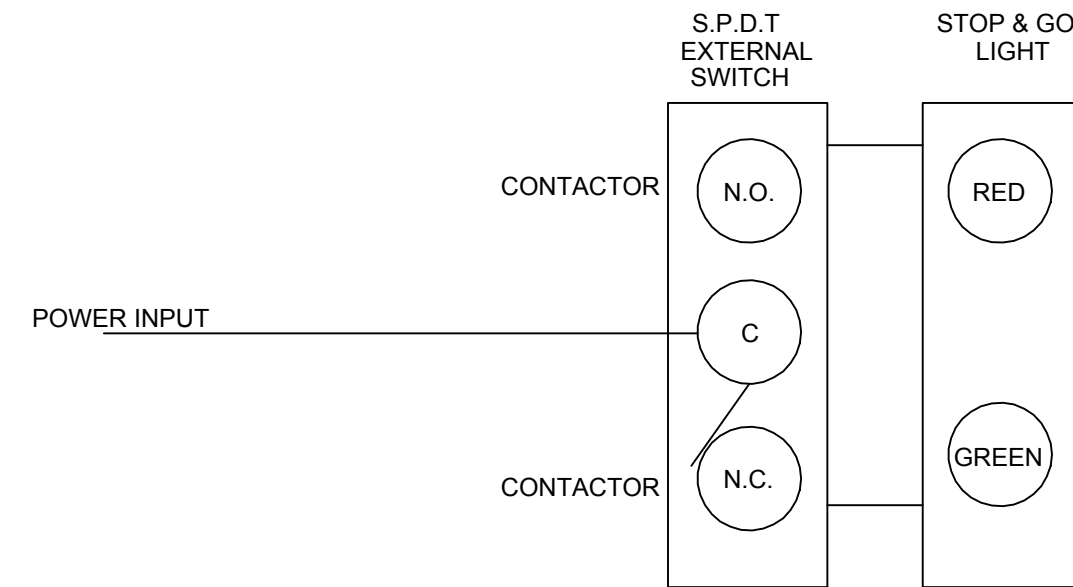 S.P.D.T
EXTERNAL
SWITCH
STOP & GO
LIGHT
CONTACTOR
N.O.
RED
POWER INPUT
C
GREEN
CONTACTOR
N.C.